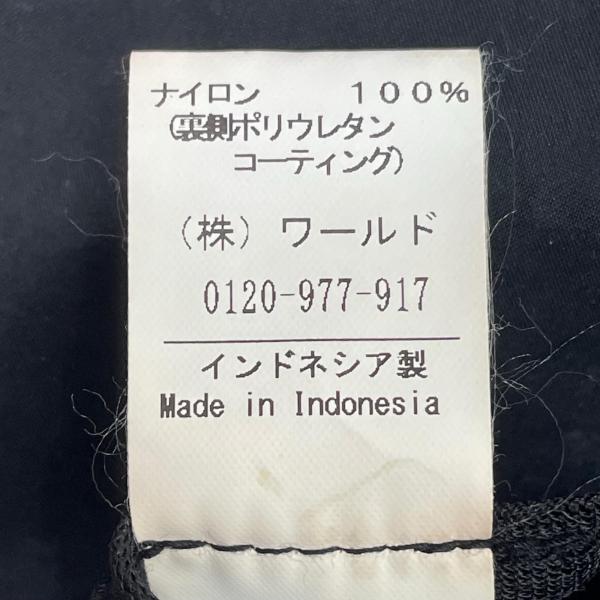 ナイロン 100%
(裏側ポリウレタン
コーティング)
(株)ワールド
0120-977-917
インドネシア製
Made in Indonesia